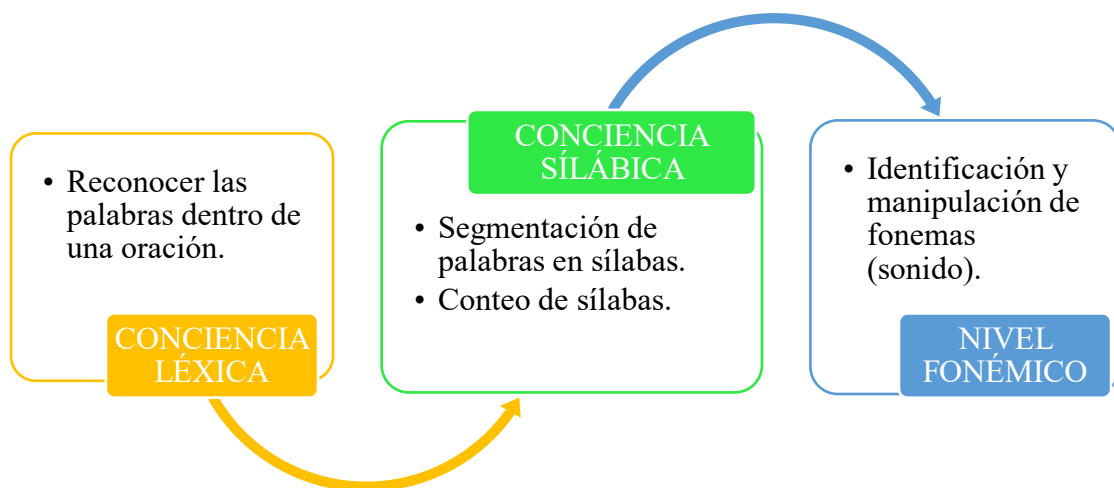 • Reconocer las
palabras dentro de
una oración.
CONCIENCIA
LÉXICA
CONCIENCIA
SÍLÁBICA
• Segmentación de
palabras en sílabas.
• Conteo de sílabas.
• Identificación y
manipulación de
fonemas
(sonido).
NIVEL
FONÉMICO